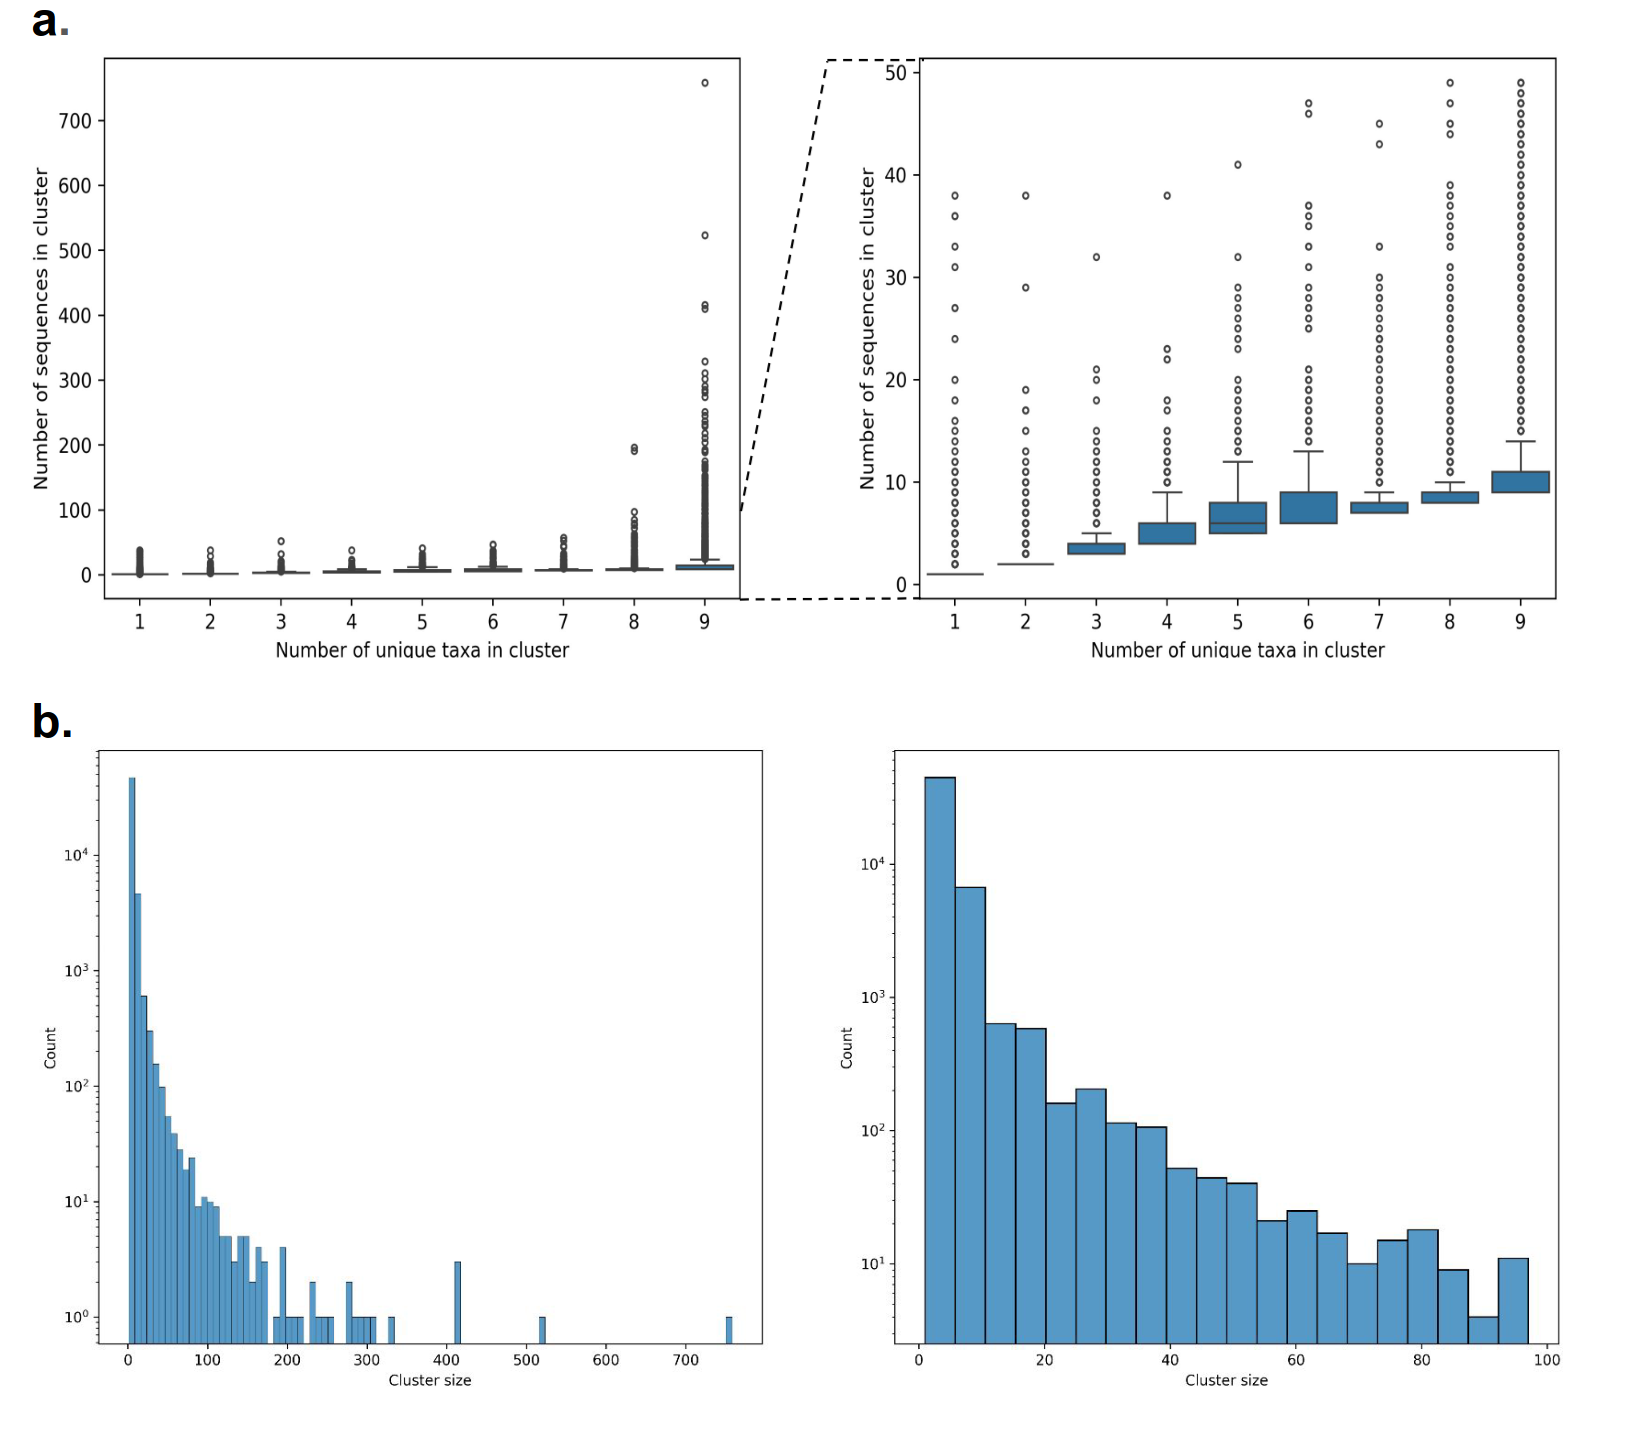 a.
Number of sequences in cluster
700
600
500
400
300
200
100
0
1 2 3 4 5 6 7 8 9
Number of unique taxa in cluster
Number of sequences in cluster
50
40
30
20
10
0
1 2 3 4 5 6 7 8 9
Number of unique taxa in cluster
b.
Count
10⁴
10³
10²
10¹
10⁰
0 100 200 300 400 500 600 700
Cluster size
Count
10⁴
10³
10²
10¹
0 20 40 60 80 100
Cluster size